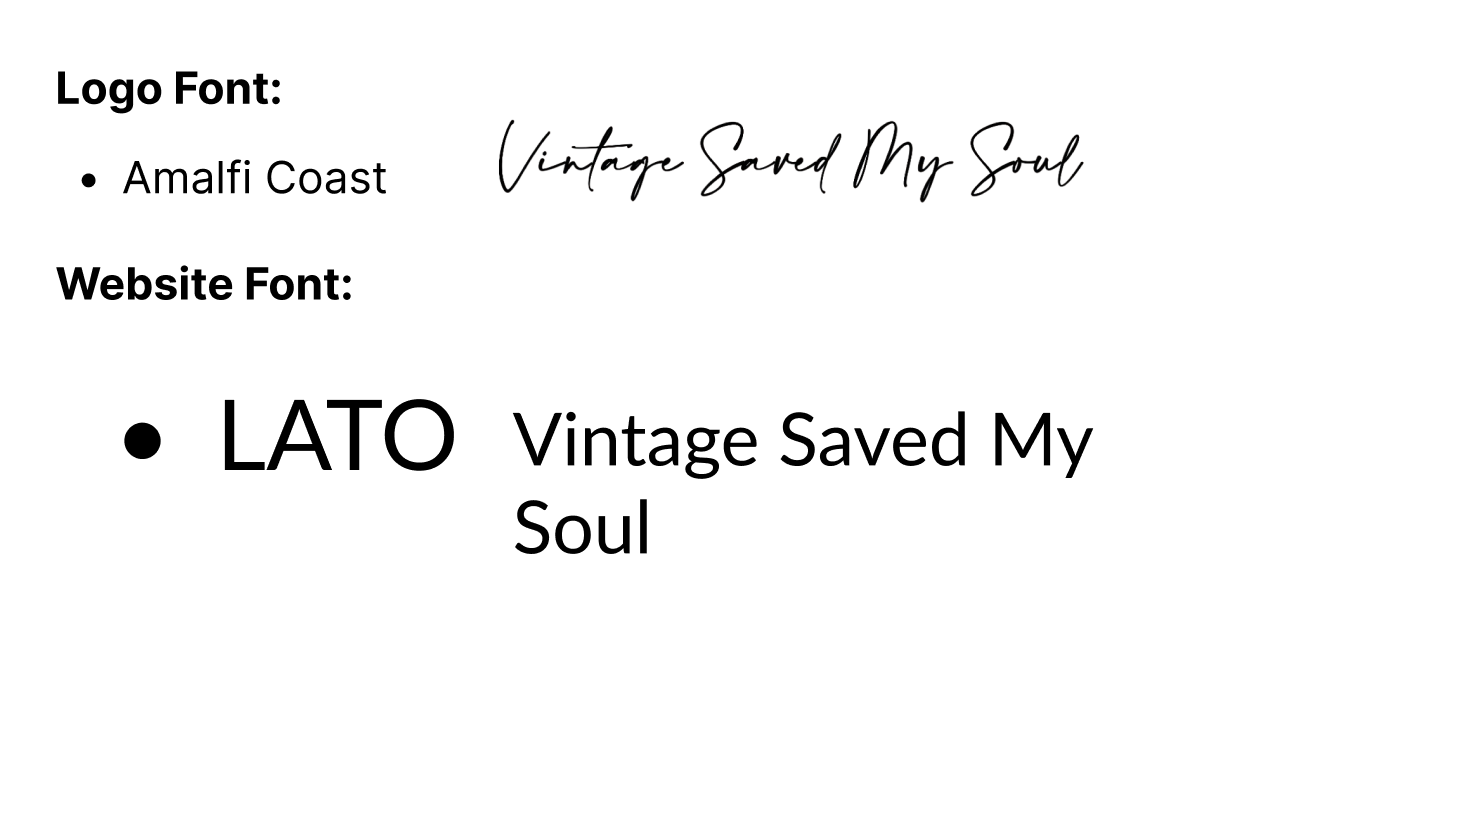 Logo Font:
• Amalfi Coast
Vintage Saved My Soul
Website Font:
• LATO
Vintage Saved My
Soul